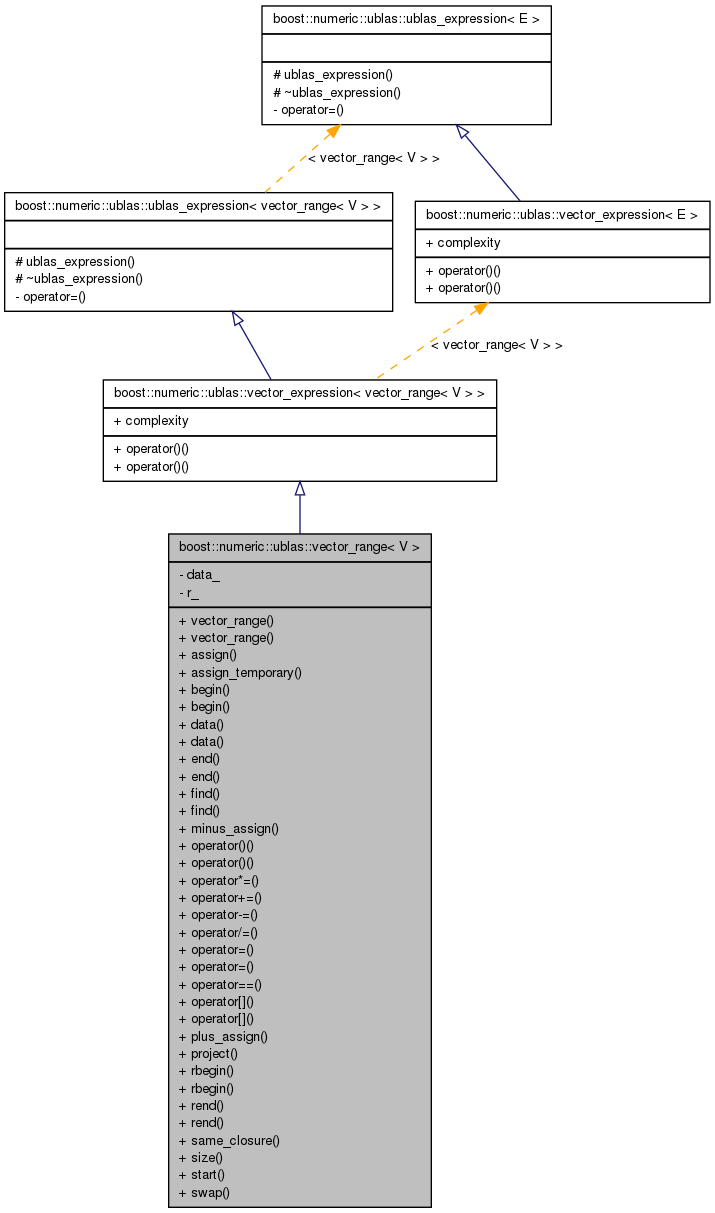 boost::numeric::ublas::ublas_expression< E >
# ublas_expression()
# ~ublas_expression()
- operator=()
< vector_range< V > >
boost::numeric::ublas::ublas_expression< vector_range< V > >
# ublas_expression()
# ~ublas_expression()
- operator=()
boost::numeric::ublas::vector_expression< E >
+ complexity
+ operator()()
+ operator()()
< vector_range< V > >
boost::numeric::ublas::vector_expression< vector_range< V > >
+ complexity
+ operator()()
+ operator()()
boost::numeric::ublas::vector_range< V >
- data_
- r_
+ vector_range()
+ vector_range()
+ assign()
+ assign_temporary()
+ begin()
+ begin()
+ data()
+ data()
+ end()
+ end()
+ find()
+ find()
+ minus_assign()
+ operator()()
+ operator()()
+ operator*=()
+ operator+=()
+ operator-=()
+ operator/=()
+ operator=()
+ operator=()
+ operator==()
+ operator[]()
+ operator[]()
+ plus_assign()
+ project()
+ rbegin()
+ rbegin()
+ rend()
+ rend()
+ same_closure()
+ size()
+ start()
+ swap()